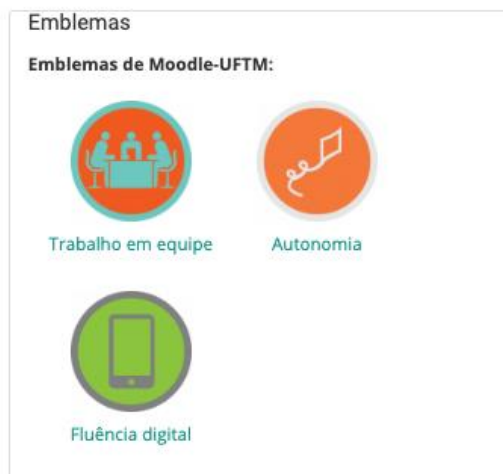 Emblemas
Emblemas de Moodle-UFTM:
Trabalho em equipe
Autonomia
Fluência digital